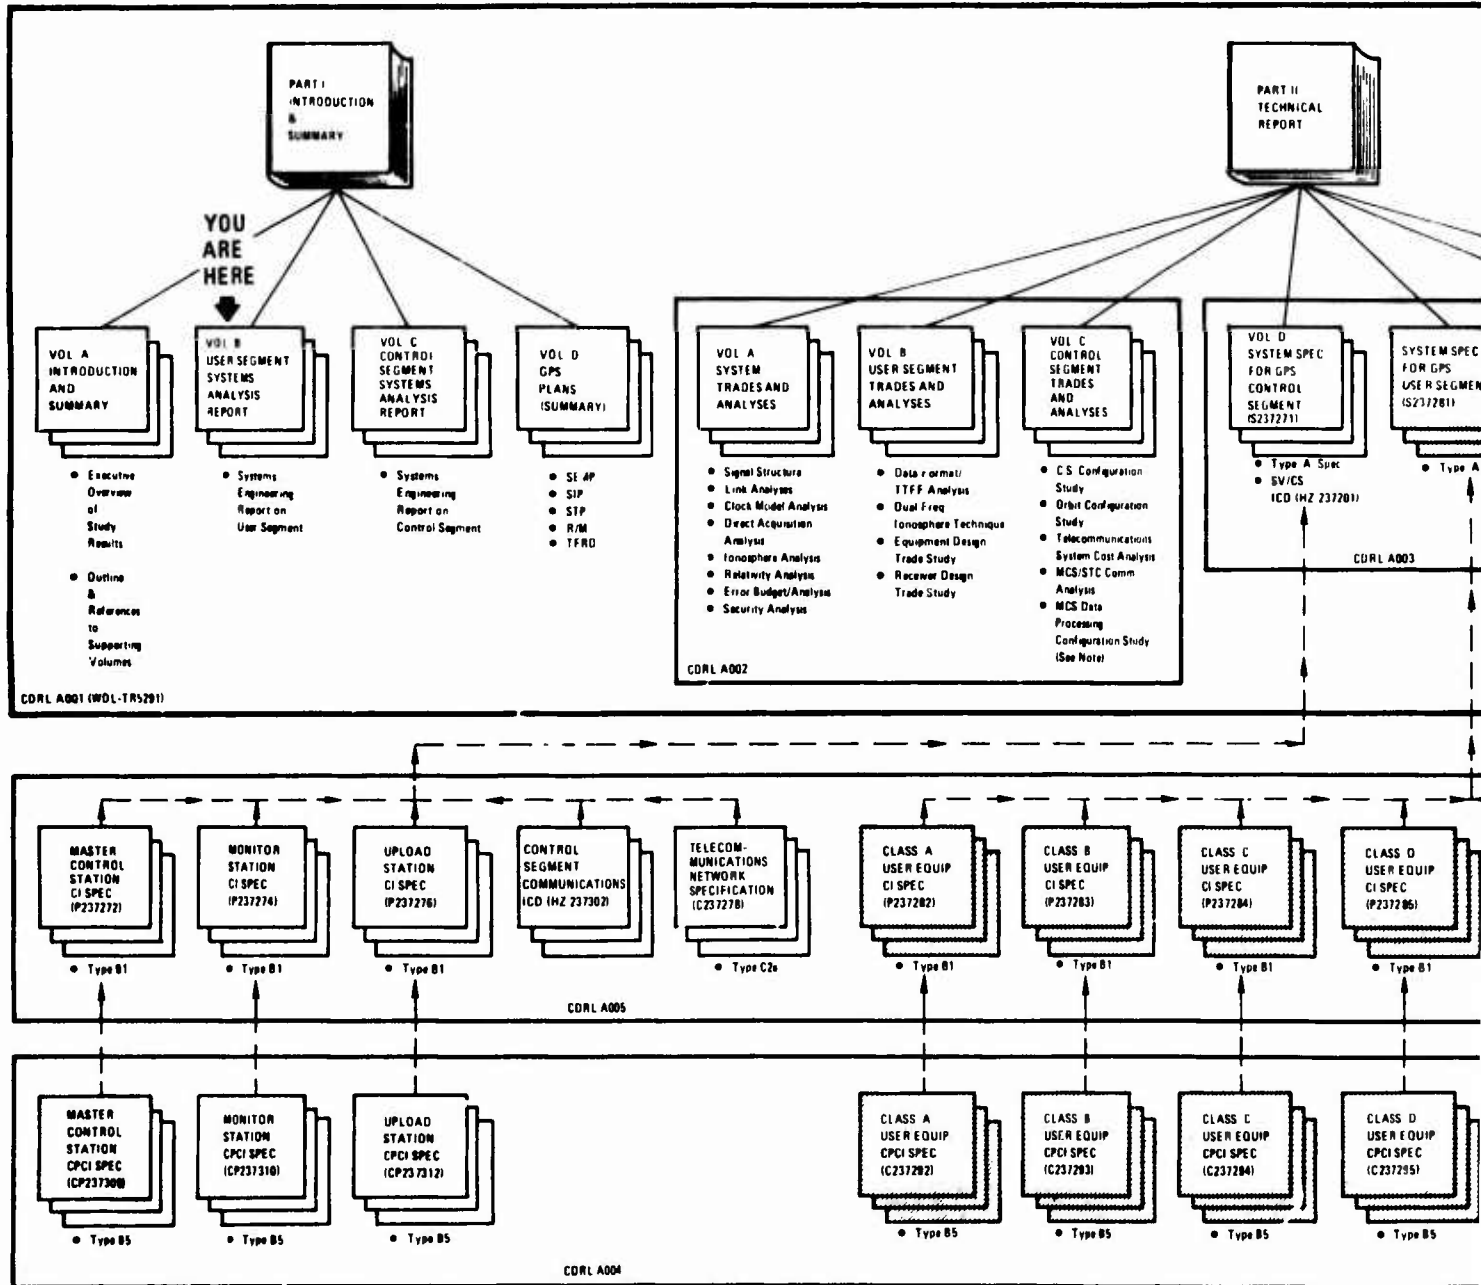 PART I
INTRODUCTION
&
SUMMARY
PART II
TECHNICAL
REPORT
YOU
ARE
HERE
VOL A
INTRODUCTION
AND
SUMMARY
VOL B
USER SEGMENT
SYSTEMS
ANALYSIS
REPORT
VOL C
CONTROL
SEGMENT
SYSTEMS
ANALYSIS
REPORT
VOL D
GPS
PLANS
(SUMMARY)
VOL A
SYSTEM
TRADES AND
ANALYSES
VOL B
USER SEGMENT
TRADES AND
ANALYSES
VOL C
CONTROL
SEGMENT
TRADES
AND
ANALYSES
VOL D
SYSTEM SPEC
FOR GPS
CONTROL
SEGMENT
(S237271)
SYSTEM SPEC
FOR GPS
USER SEGMEN
(S237281)
• Executive
Overview
of
Study
Results
• Outline
&
References
to
Supporting
Volumes
• Systems
Engineering
Report on
User Segment
• Systems
Engineering
Report on
Control Segment
• SIP
• STP
• R/M
• TFRD
• Signal Structure
• Link Analyses
• Clock Model Analysis
• Direct Acquisition
Analysis
• Ionosphere Analysis
• Relativity Analysis
• Error Budget/Analysis
• Security Analysis
• Data Format/
TTFF Analysis
• Dual Freq
Ionosphere Technique
• Equipment Design
Trade Study
• Receiver Design
Trade Study
• CS Configuration
Study
• Orbit Configuration
Study
• Telecommunications
System Cost Analysis
• MCS/STC Comm
Analysis
• MCS Data
Processing
Configuration Study
(See Note)
• Type A Spec
• SV/CS
ICD (HZ 237201)
• Type A
CDRL A001 (WDL-TR5291)
CDRL A002
CDRL A003
MASTER
CONTROL
STATION
CI SPEC
(P237272)
• Type B1
MONITOR
STATION
CI SPEC
(P237274)
• Type B1
UPLOAD
STATION
CI SPEC
(P237276)
• Type B1
CONTROL
SEGMENT
COMMUNICATIONS
ICD (HZ 237302)
TELECOM-
MUNICATIONS
NETWORK
SPECIFICATION
(C237278)
• Type C2a
CLASS A
USER EQUIP
CI SPEC
(P237282)
• Type B1
CLASS B
USER EQUIP
CI SPEC
(P237283)
• Type B1
CLASS C
USER EQUIP
CI SPEC
(P237284)
• Type B1
CLASS D
USER EQUIP
CI SPEC
(P237285)
• Type B1
CDRL A005
MASTER
CONTROL
STATION
CPCI SPEC
(CP237309)
• Type B5
MONITOR
STATION
CPCI SPEC
(CP237310)
• Type B5
UPLOAD
STATION
CPCI SPEC
(CP237312)
• Type B5
CLASS A
USER EQUIP
CPCI SPEC
(C237292)
• Type B5
CLASS B
USER EQUIP
CPCI SPEC
(C237293)
• Type B5
CLASS C
USER EQUIP
CPCI SPEC
(C237294)
• Type B5
CLASS D
USER EQUIP
CPCI SPEC
(C237295)
• Type B5
CDRL A004